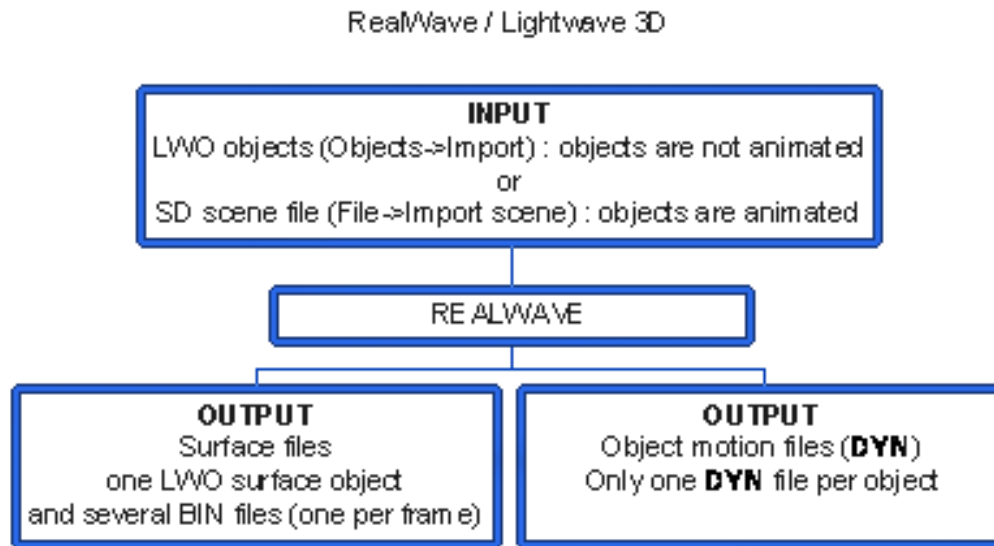 RealWave / Lightwave 3D
INPUT
LWO objects (Objects->Import) : objects are not animated
or
SD scene file (File->Import scene) : objects are animated
REALWAVE
OUTPUT
Surface files
one LWO surface object
and several BIN files (one per frame)
OUTPUT
Object motion files (DYN)
Only one DYN file per object